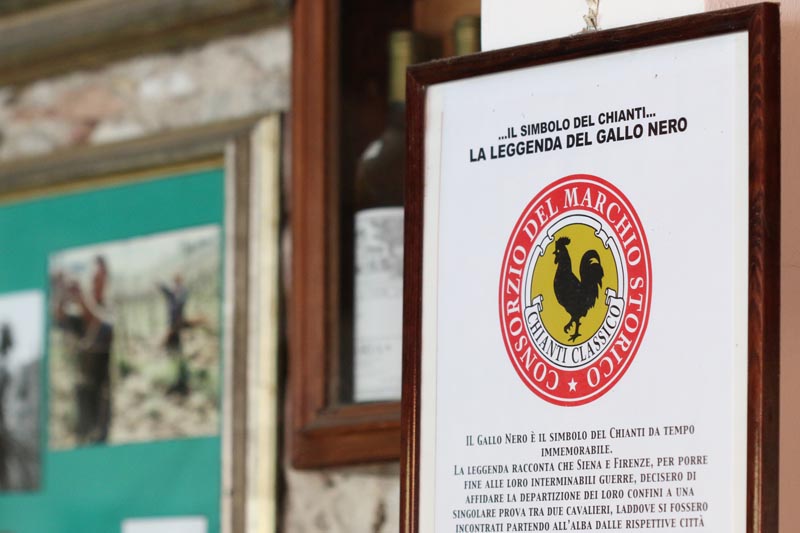 ...IL SIMBOLO DEL CHIANTI...
LA LEGGENDA DEL GALLO NERO
CONSORZIO DEL MARCHIO STORICO
CHIANTI CLASSICO
IL GALLO NERO È IL SIMBOLO DEL CHIANTI DA TEMPO
IMMEMORABILE.
LA LEGGENDA RACCONTA CHE SIENA E FIRENZE, PER PORRE
FINE ALLE LORO INTERMINABILI GUERRE, DECISERO DI
AFFIDARE LA DEPARTIZIONE DEI LORO CONFINI A UNA
SINGOLARE PROVA TRA DUE CAVALIERI, LADDOVE SI FOSSERO
INCONTRATI PARTENDO ALL'ALBA DALLE RISPETTIVE CITTÀ